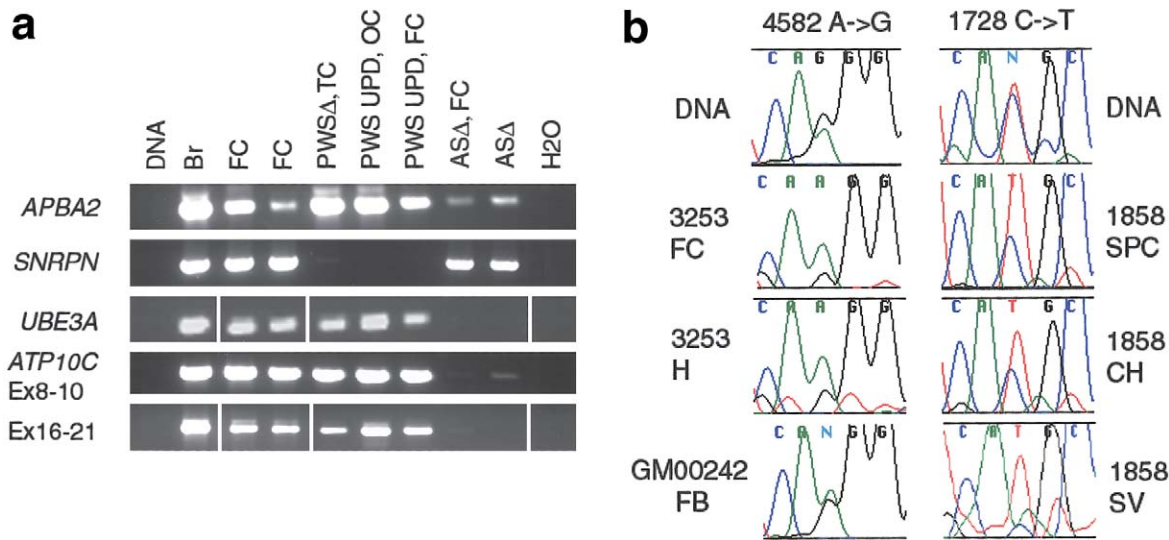 a
DNA
Br
FC
FC
PWSΔ, TC
PWS UPD, OC
PWS UPD, FC
ASΔ, FC
ASΔ
H2O
APBA2
SNRPN
UBE3A
ATP10C
Ex8-10
Ex16-21
b
4582 A->G
1728 C->T
DNA
C A G G G
C A N G C
DNA
3253
FC
C A A G G
C A T G C
1858
SPC
3253
H
C A A G G
C A T G C
1858
CH
GM00242
FB
C A N G G
C A T G C
1858
SV